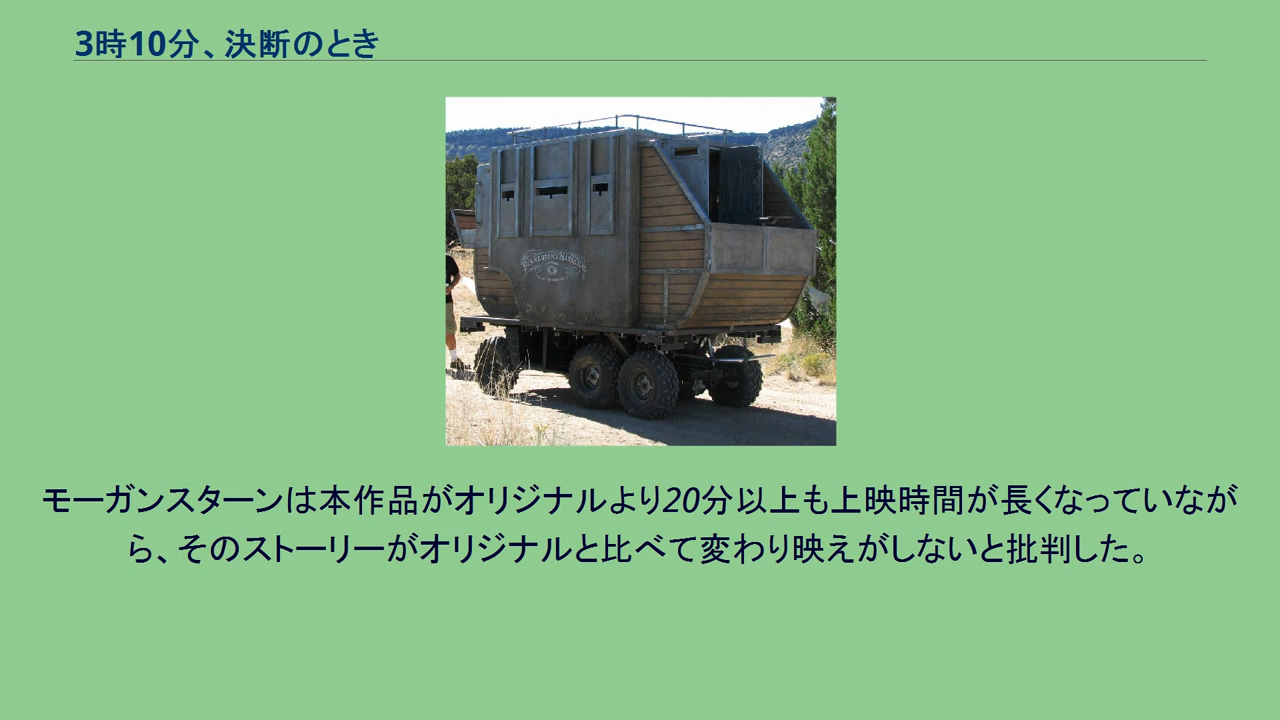 3時10分、決断のとき
モーガンスターンは本作品がオリジナルより20分以上も上映時間が長くなっていなが
ら、そのストーリーがオリジナルと比べて変わり映えがしないと批判した。